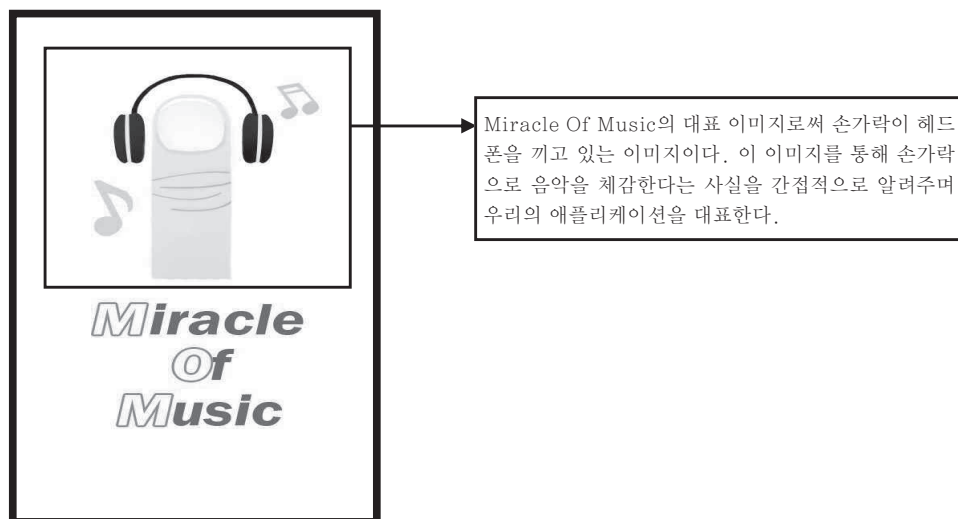 Miracle
Of
Music
Miracle Of Music의 대표 이미지로써 손가락이 헤드
폰을 끼고 있는 이미지이다. 이 이미지를 통해 손가락
으로 음악을 체감한다는 사실을 간접적으로 알려주며
우리의 애플리케이션을 대표한다.